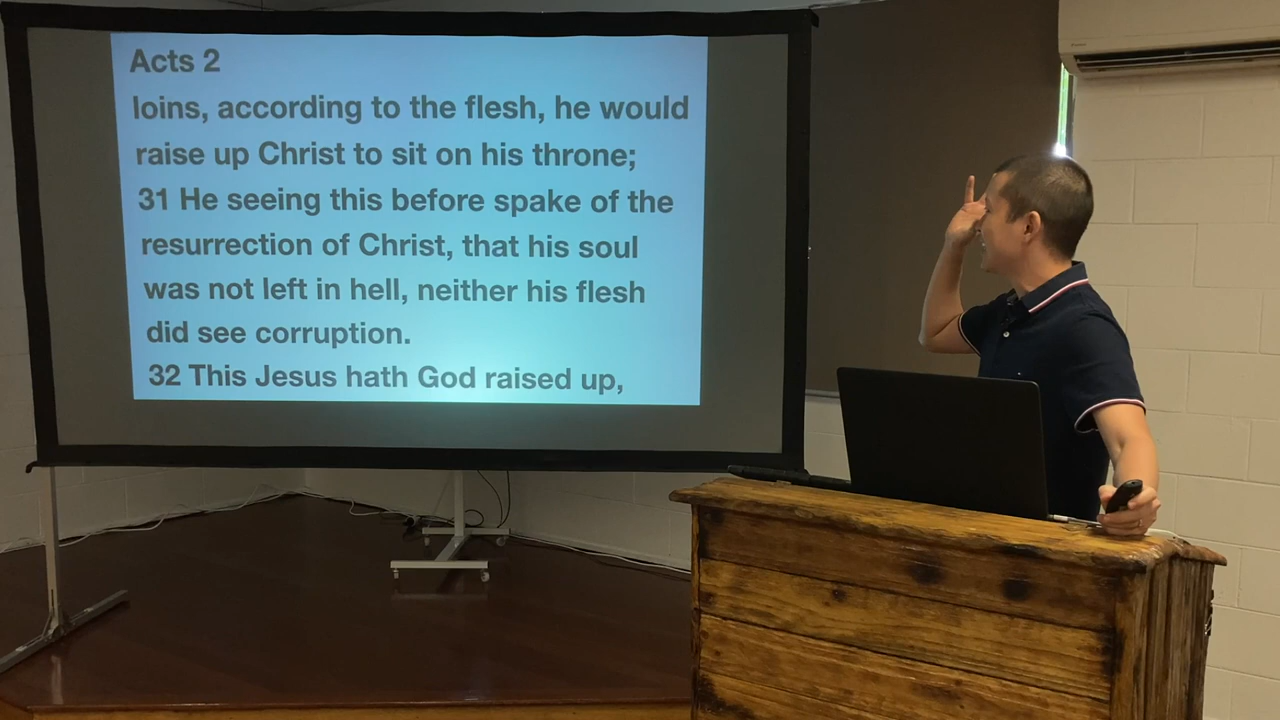 Acts 2
loins, according to the flesh, he would
raise up Christ to sit on his throne;
31 He seeing this before spake of the
resurrection of Christ, that his soul
was not left in hell, neither his flesh
did see corruption.
32 This Jesus hath God raised up,